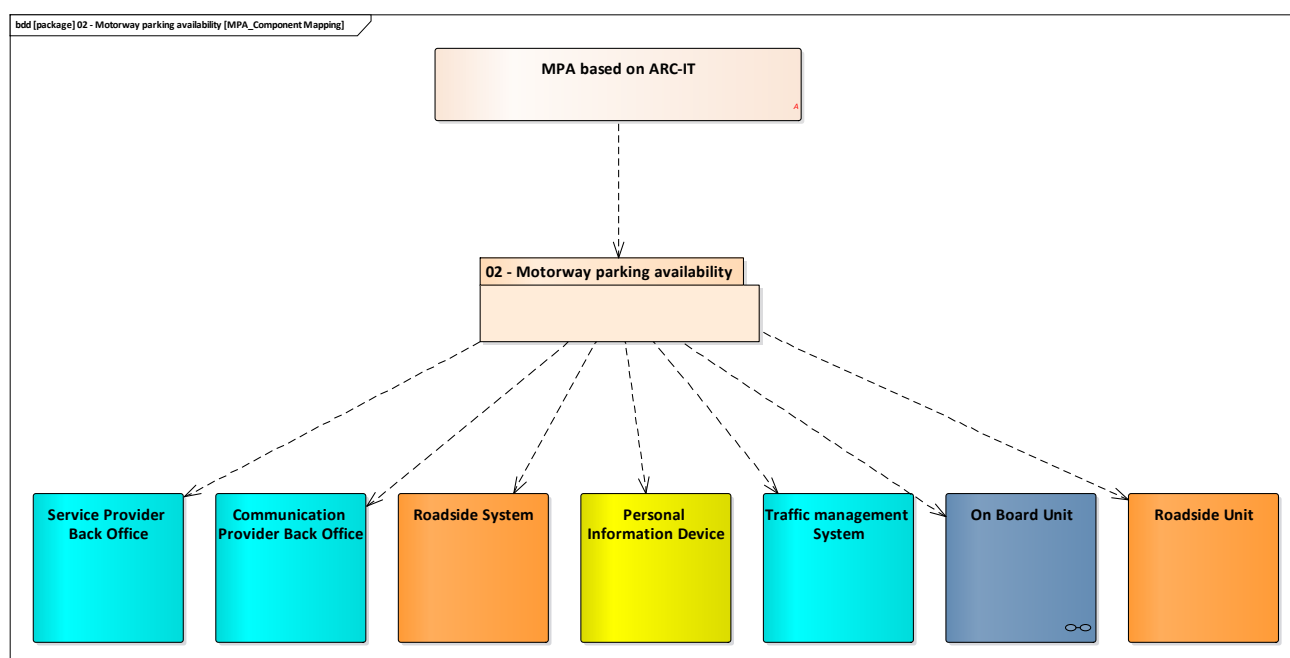 bdd [package] 02 - Motorway parking availability [MPA_Component Mapping]
MPA based on ARC-IT
A
02 - Motorway parking availability
Service Provider
Back Office
Communication
Provider Back Office
Roadside System
Personal
Information Device
Traffic management
System
On Board Unit
Roadside Unit